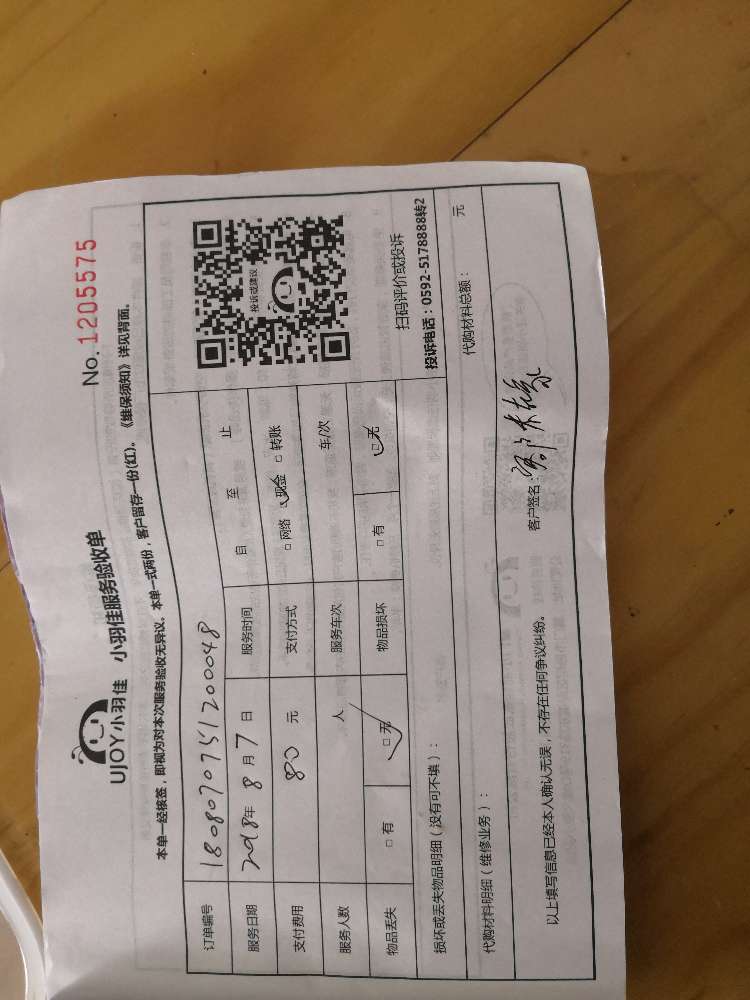 No.1205575
UJOY小羽佳 小羽佳服务验收单
本单一经核签，即视为对本次服务验收无异议。本单一式两份，客户留存一份(红)。《维保须知》详见背面。
订单编号 1808070751200048
投诉或建议
服务日期 2018年8月7日 服务时间 自 至 止
支付费用 80元 支付方式 □网络 □现金 □转账
服务人数 人 服务车次 车/次
物品丢失 □有 □无 物品损坏 □有 □无
扫码评价或投诉
投诉电话：0592-5178888转2
损坏或丢失物品明细（没有可不填）：
代购材料明细（维修业务）： 代购材料总额： 元
以上填写信息已经本人确认无误，不存在任何争议纠纷。 客户签名：